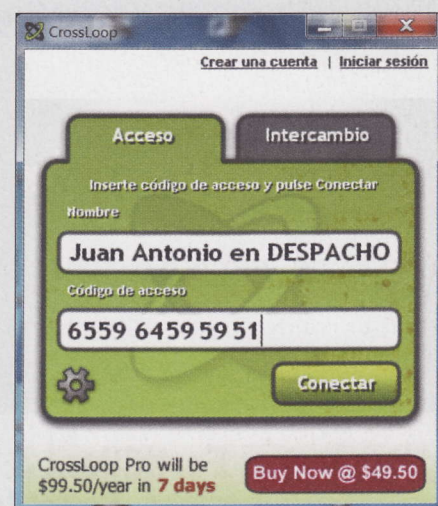 CrossLoop
Crear una cuenta | Iniciar sesión
Acceso
Intercambio
Inserte código de acceso y pulse Conectar
Nombre
Juan Antonio en DESPACHO
Código de acceso
6559 6459 59 51
Conectar
CrossLoop Pro will be
$99.50/year in 7 days
Buy Now @ $49.50